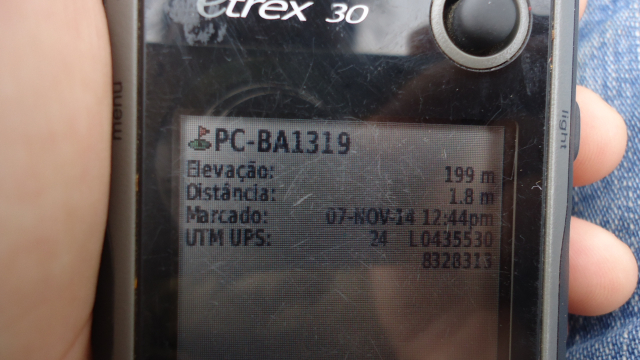 etrex 30
menu
light
PC-BA1319
Elevação: 199 m
Distância: 1.8 m
Marcado: 07-NOV-14 12:44pm
UTM UPS: 24 L0435530
8328313